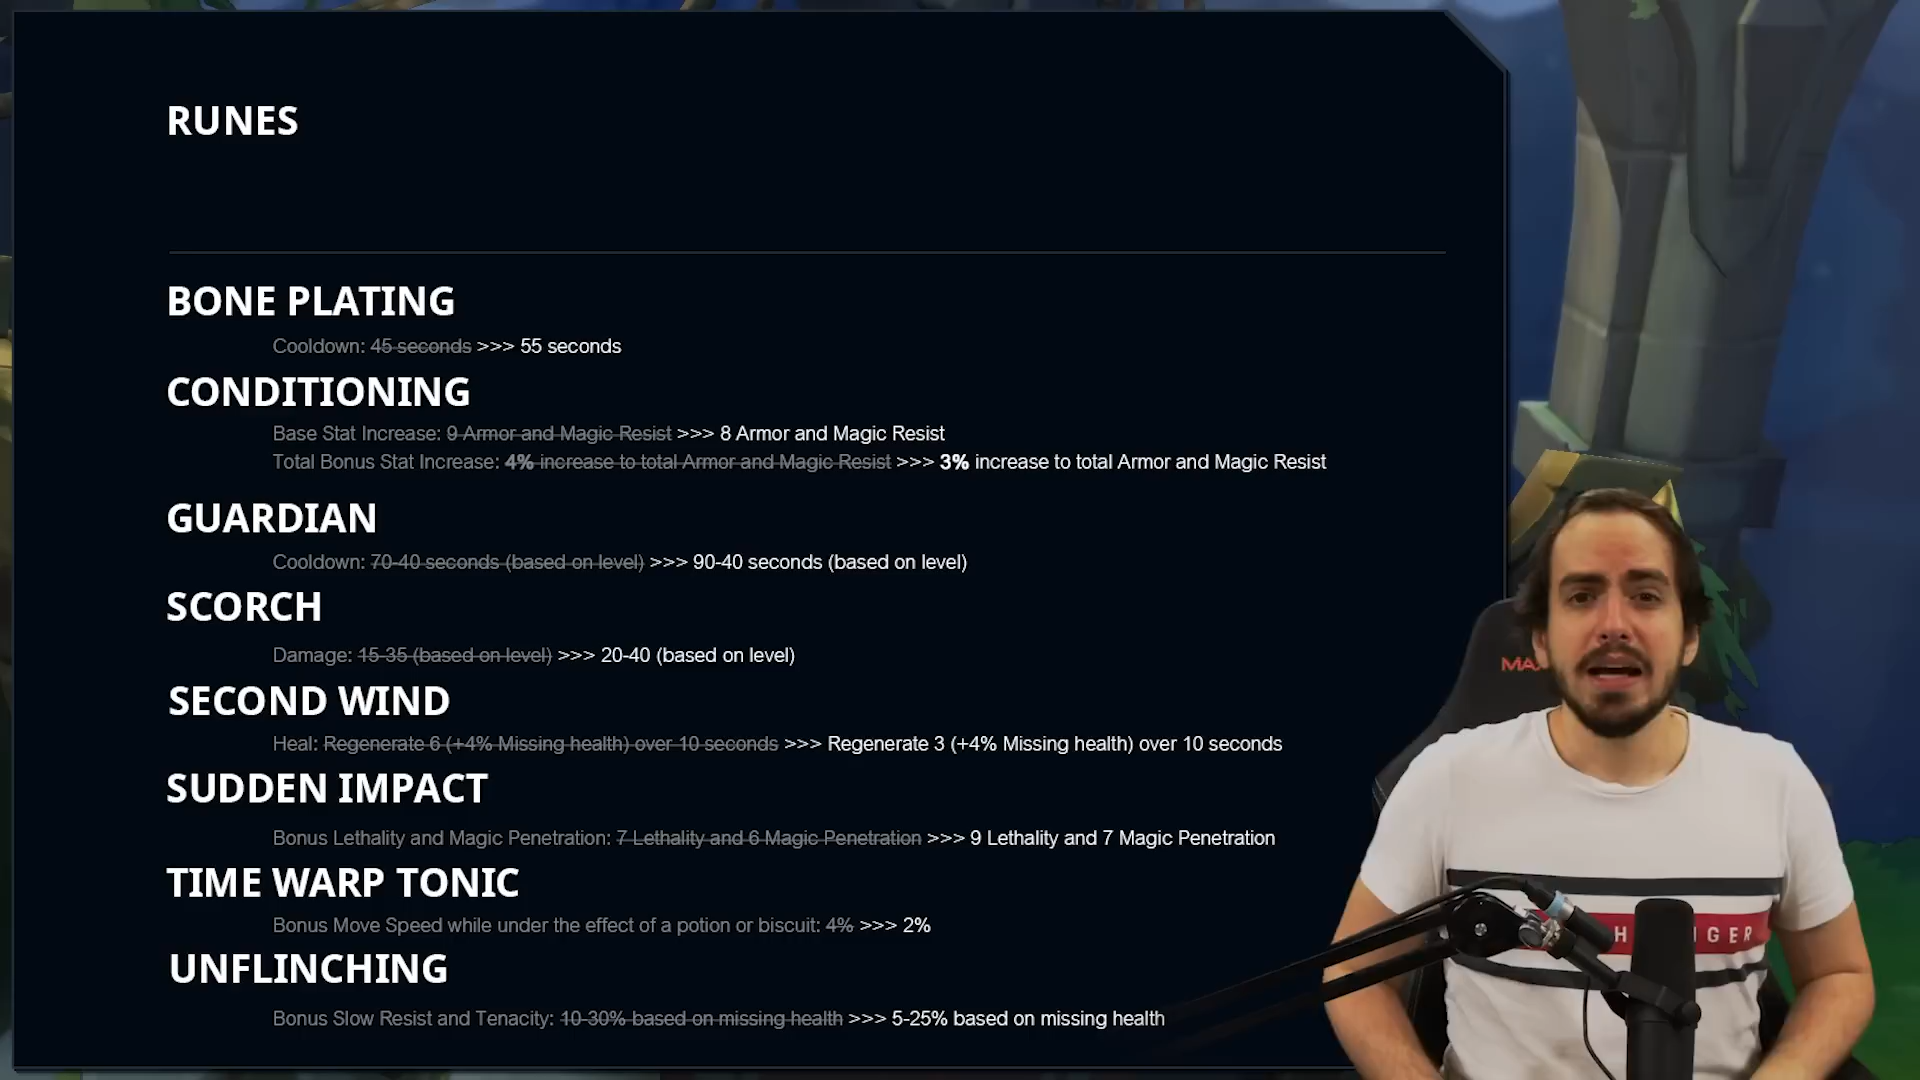 RUNES
BONE PLATING
Cooldown: 45 seconds >>> 55 seconds
CONDITIONING
Base Stat Increase: 9 Armor and Magic Resist >>> 8 Armor and Magic Resist
Total Bonus Stat Increase: 4% increase to total Armor and Magic Resist >>> 3% increase to total Armor and Magic Resist
GUARDIAN
Cooldown: 70-40 seconds (based on level) >>> 90-40 seconds (based on level)
SCORCH
Damage: 15-35 (based on level) >>> 20-40 (based on level)
SECOND WIND
Heal: Regenerate 6 (+4% Missing health) over 10 seconds >>> Regenerate 3 (+4% Missing health) over 10 seconds
SUDDEN IMPACT
Bonus Lethality and Magic Penetration: 7 Lethality and 6 Magic Penetration >>> 9 Lethality and 7 Magic Penetration
TIME WARP TONIC
Bonus Move Speed while under the effect of a potion or biscuit: 4% >>> 2%
UNFLINCHING
Bonus Slow Resist and Tenacity: 10-30% based on missing health >>> 5-25% based on missing health